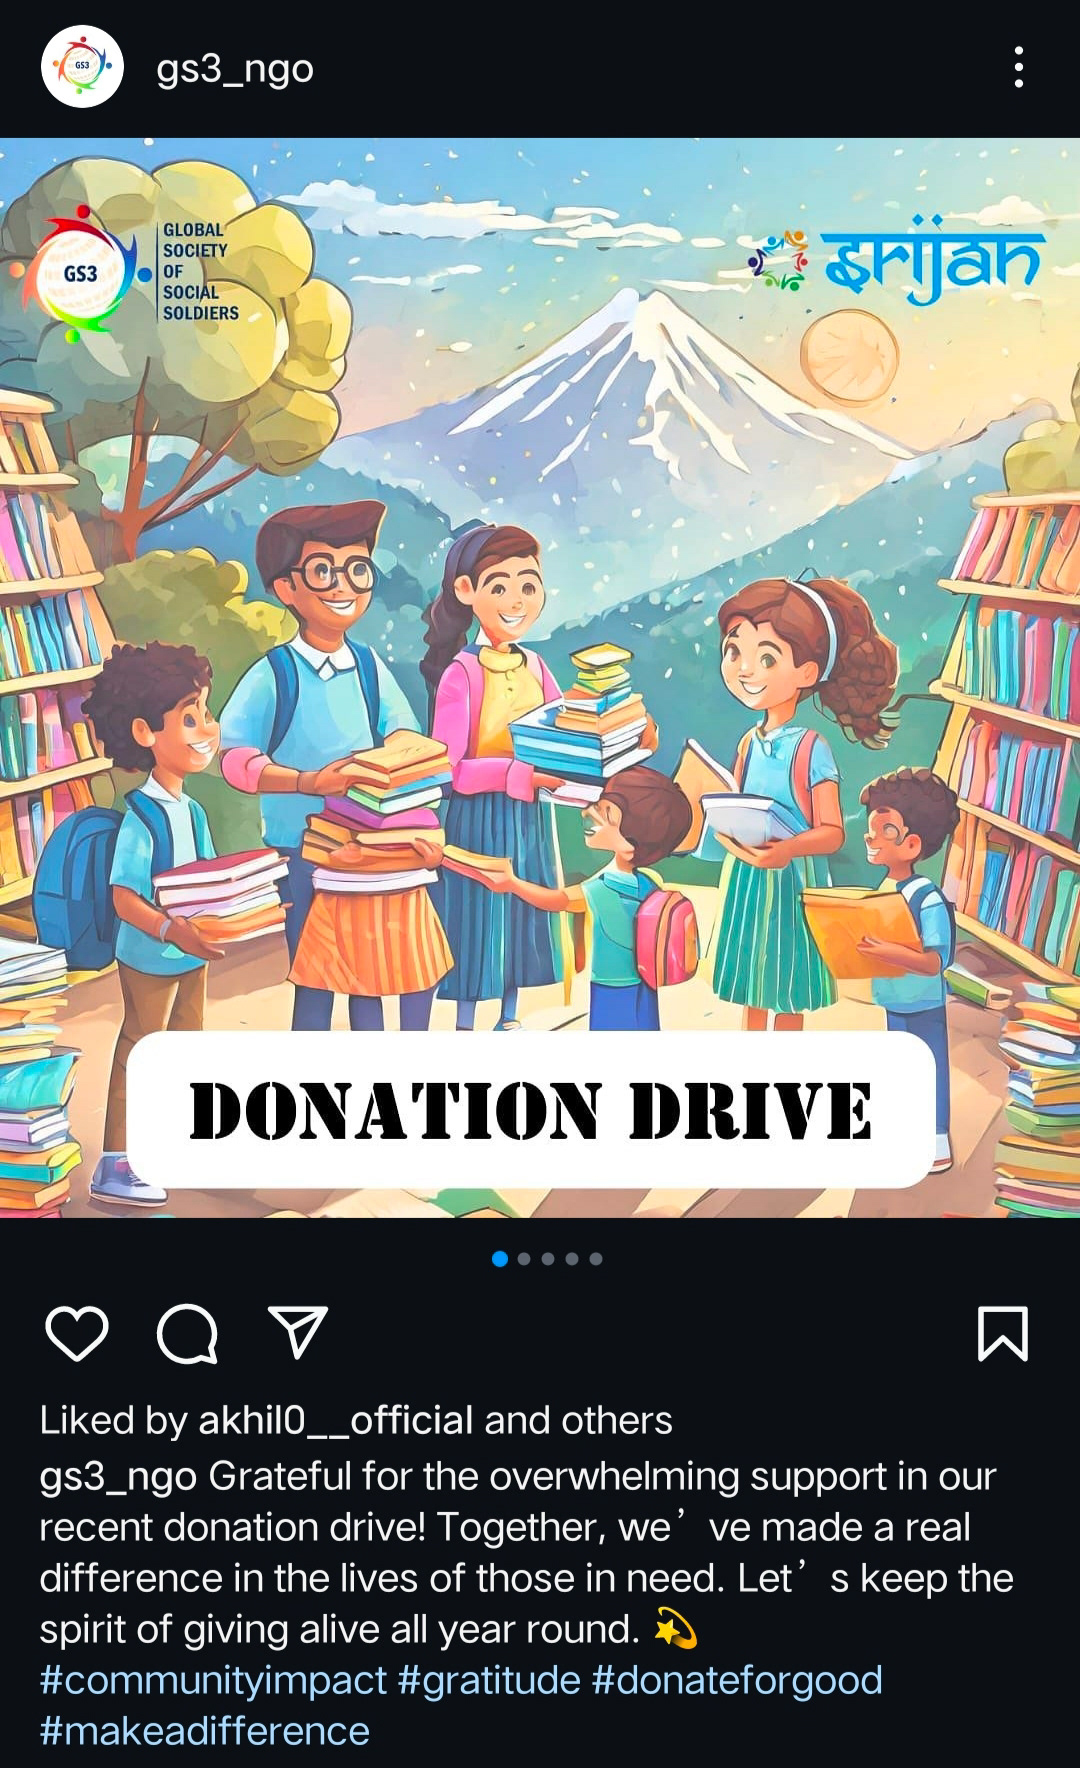 GS3
gs3_ngo
GS3
GLOBAL
SOCIETY
OF
SOCIAL
SOLDIERS
srijan
DONATION DRIVE
Liked by akhil0__official and others
gs3_ngo Grateful for the overwhelming support in our
recent donation drive! Together, we’ve made a real
difference in the lives of those in need. Let’s keep the
spirit of giving alive all year round. 💫
#communityimpact #gratitude #donateforgood
#makeadifference